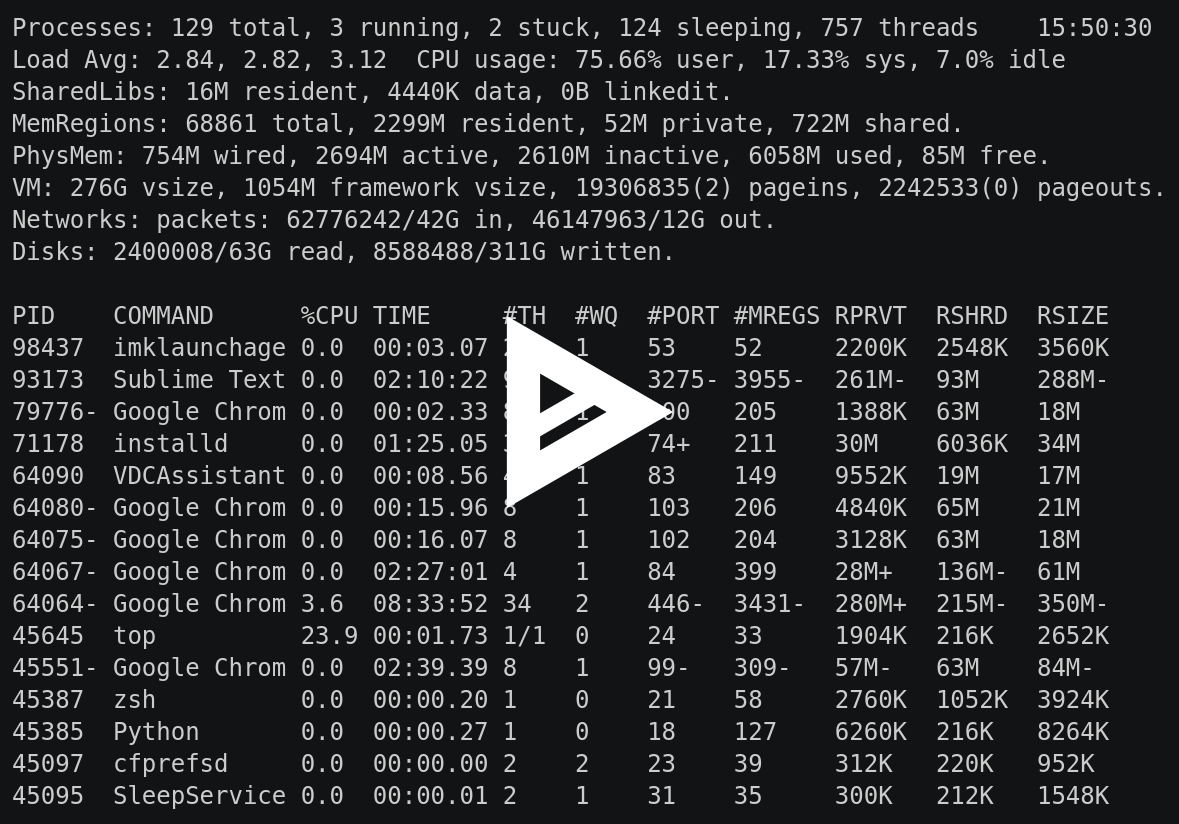 Processes: 129 total, 3 running, 2 stuck, 124 sleeping, 757 threads    15:50:30
Load Avg: 2.84, 2.82, 3.12  CPU usage: 75.66% user, 17.33% sys, 7.0% idle
SharedLibs: 16M resident, 4440K data, 0B linkedit.
MemRegions: 68861 total, 2299M resident, 52M private, 722M shared.
PhysMem: 754M wired, 2694M active, 2610M inactive, 6058M used, 85M free.
VM: 276G vsize, 1054M framework vsize, 19306835(2) pageins, 2242533(0) pageouts.
Networks: packets: 62776242/42G in, 46147963/12G out.
Disks: 2400008/63G read, 8588488/311G written.
PID    COMMAND      %CPU TIME     #TH  #WQ  #PORT #MREGS RPRVT  RSHRD  RSIZE
98437  imklaunchage 0.0  00:03.07 1    53    52     2200K  2548K  3560K
93173  Sublime Text 0.0  02:10:22 3275- 3955-  261M-  93M    288M-
79776- Google Chrom 0.0  00:02.33 205    1388K  63M    18M
71178  installd     0.0  01:25.05 74+   211    30M    6036K  34M
64090  VDCAssistant 0.0  00:08.56 1    83    149    9552K  19M    17M
64080- Google Chrom 0.0  00:15.96 8    1    103   206    4840K  65M    21M
64075- Google Chrom 0.0  00:16.07 8    1    102   204    3128K  63M    18M
64067- Google Chrom 0.0  02:27:01 4    1    84    399    28M+   136M-  61M
64064- Google Chrom 3.6  08:33:52 34   2    446-  3431-  280M+  215M-  350M-
45645  top          23.9 00:01.73 1/1  0    24    33     1904K  216K   2652K
45551- Google Chrom 0.0  02:39.39 8    1    99-   309-   57M-   63M    84M-
45387  zsh          0.0  00:00.20 1    0    21    58     2760K  1052K  3924K
45385  Python       0.0  00:00.27 1    0    18    127    6260K  216K   8264K
45097  cfprefsd     0.0  00:00.00 2    2    23    39     312K   220K   952K
45095  SleepService 0.0  00:00.01 2    1    31    35     300K   212K   1548K